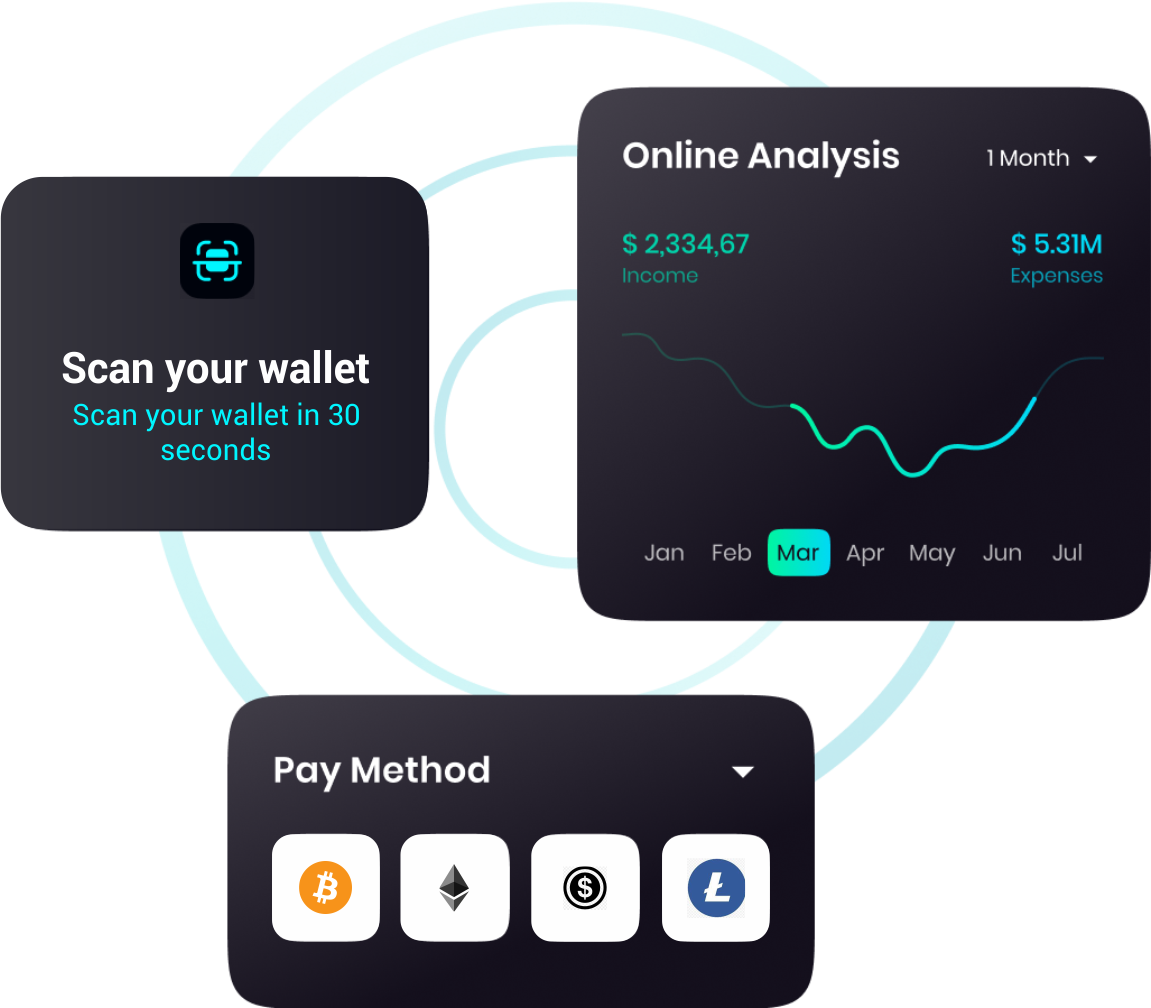 Online Analysis
1 Month
$ 2,334,67
$ 5.31M
Income
Expenses
Scan your wallet
Scan your wallet in 30
seconds
Jan Feb Mar Apr May Jun Jul
Pay Method